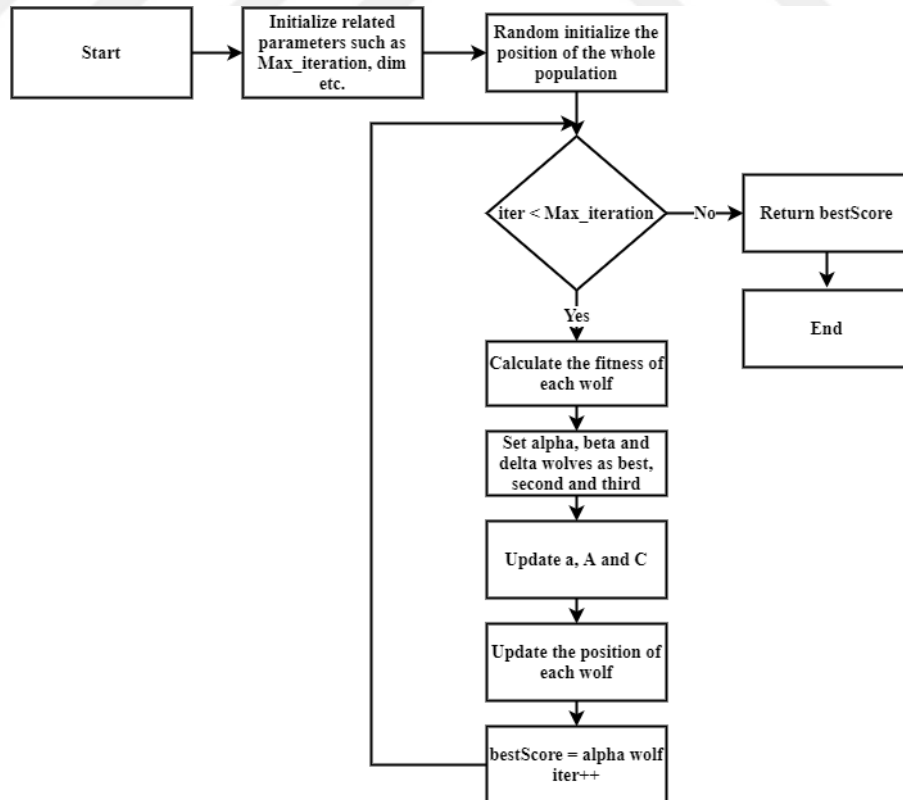 Start
Initialize related
parameters such as
Max_iteration, dim
etc.
Random initialize the
position of the whole
population
iter < Max_iteration
No
Return bestScore
End
Yes
Calculate the fitness of
each wolf
Set alpha, beta and
delta wolves as best,
second and third
Update a, A and C
Update the position of
each wolf
bestScore = alpha wolf
iter++